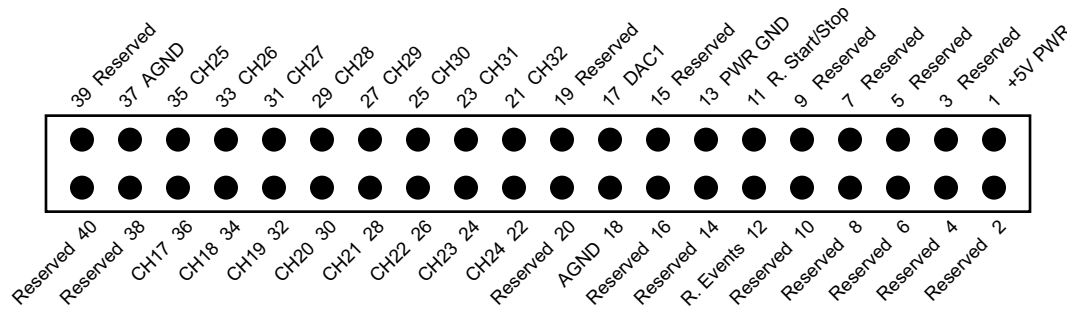 39 Reserved
37 AGND
35 CH25
33 CH26
31 CH27
29 CH28
27 CH29
25 CH30
23 CH31
21 CH32
19 Reserved
17 DAC1
15 Reserved
13 PWR GND
11 R. Start/Stop
9 Reserved
7 Reserved
5 Reserved
3 Reserved
1 +5V PWR
Reserved 40
Reserved 38
CH17 36
CH18 34
CH19 32
CH20 30
CH21 28
CH22 26
CH23 24
CH24 22
Reserved 20
AGND 18
Reserved 16
Reserved 14
R. Events 12
Reserved 10
Reserved 8
Reserved 6
Reserved 4
Reserved 2